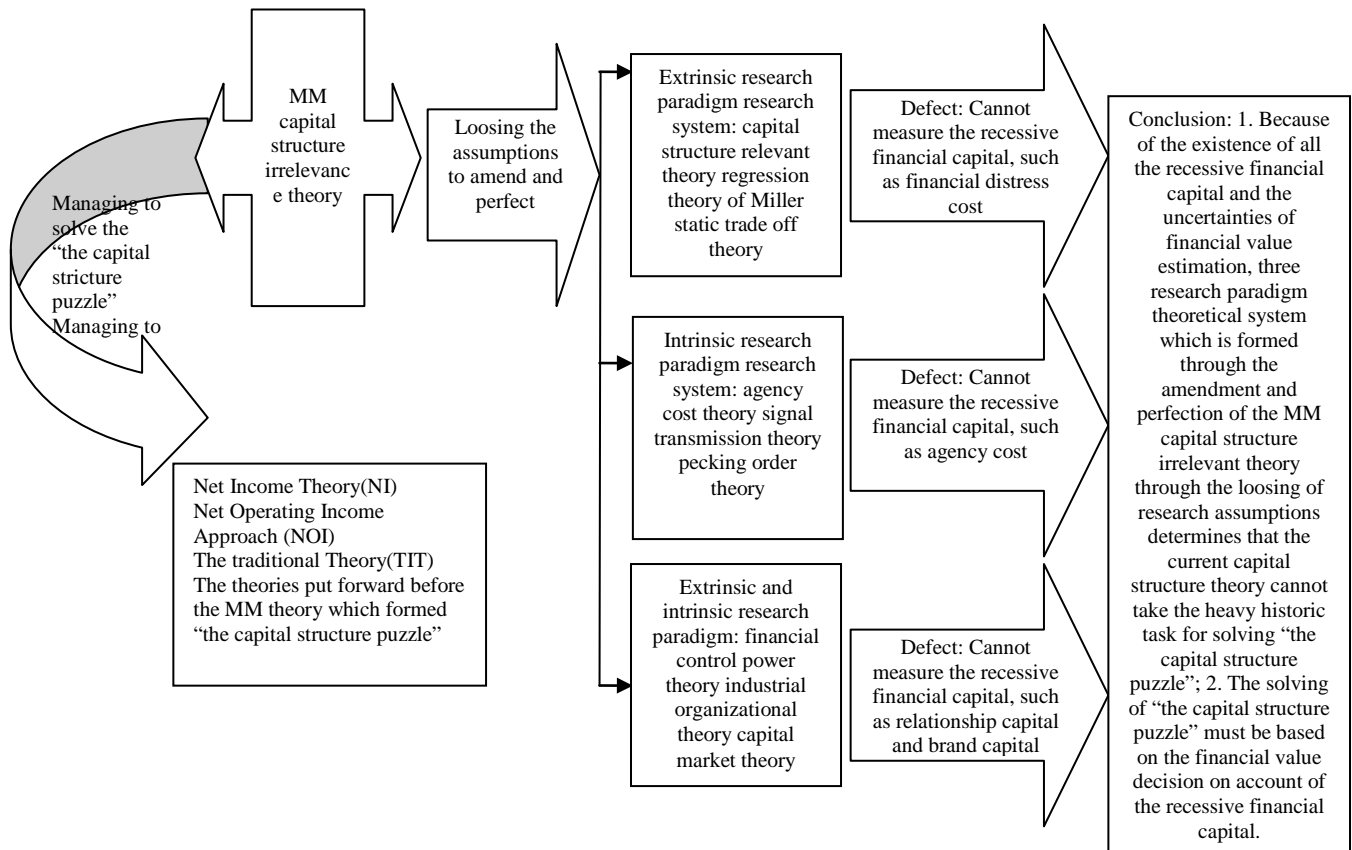 MM
capital
structure
irrelevanc
e theory
Managing to
solve the
“the capital
stricture
puzzle”
Managing to
Net Income Theory(NI)
Net Operating Income
Approach (NOI)
The traditional Theory(TIT)
The theories put forward before
the MM theory which formed
“the capital structure puzzle”
Loosing the
assumptions
to amend and
perfect
Extrinsic research
paradigm research
system: capital
structure relevant
theory regression
theory of Miller
static trade off
theory
Defect: Cannot
measure the recessive
financial capital, such
as financial distress
cost
Intrinsic research
paradigm research
system: agency
cost theory signal
transmission theory
pecking order
theory
Defect: Cannot
measure the recessive
financial capital, such
as agency cost
Extrinsic and
intrinsic research
paradigm: financial
control power
theory industrial
organizational
theory capital
market theory
Defect: Cannot
measure the recessive
financial capital, such
as relationship capital
and brand capital
Conclusion: 1. Because
of the existence of all
the recessive financial
capital and the
uncertainties of
financial value
estimation, three
research paradigm
theoretical system
which is formed
through the
amendment and
perfection of the MM
capital structure
irrelevant theory
through the loosing of
research assumptions
determines that the
current capital
structure theory cannot
take the heavy historic
task for solving “the
capital structure
puzzle”; 2. The solving
of “the capital structure
puzzle” must be based
on the financial value
decision on account of
the recessive financial
capital.